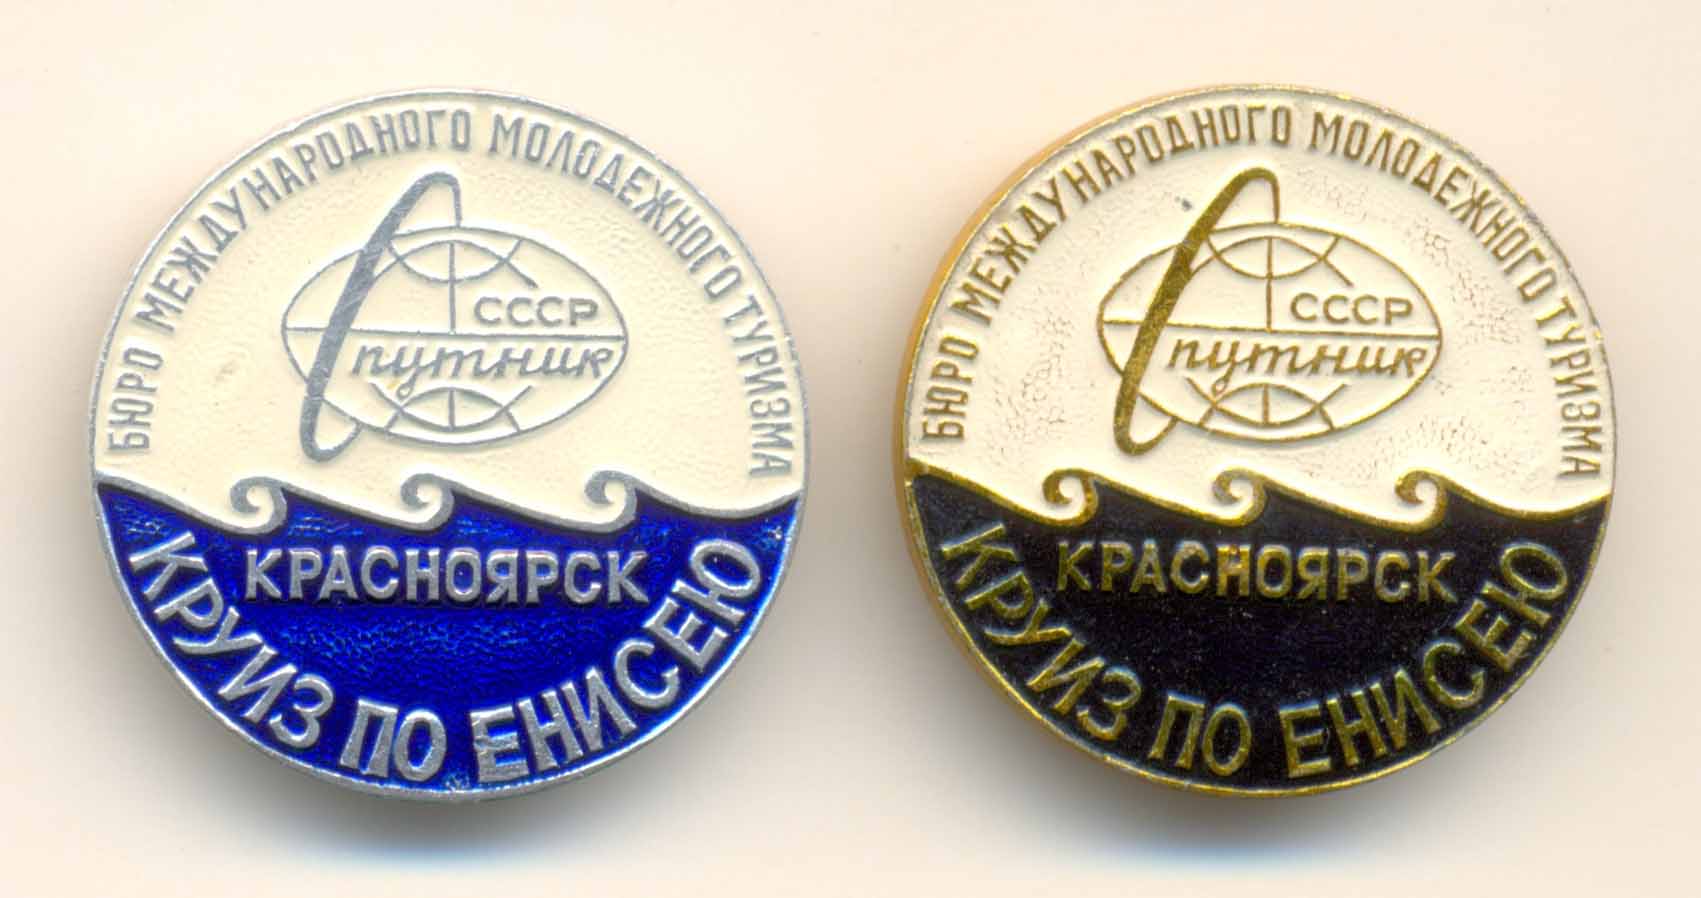 БЮРО МЕЖДУНАРОДНОГО МОЛОДЕЖНОГО ТУРИЗМА
СССР
Спутник
КРАСНОЯРСК
КРУИЗ ПО ЕНИСЕЮ
БЮРО МЕЖДУНАРОДНОГО МОЛОДЕЖНОГО ТУРИЗМА
СССР
Спутник
КРАСНОЯРСК
КРУИЗ ПО ЕНИСЕЮ